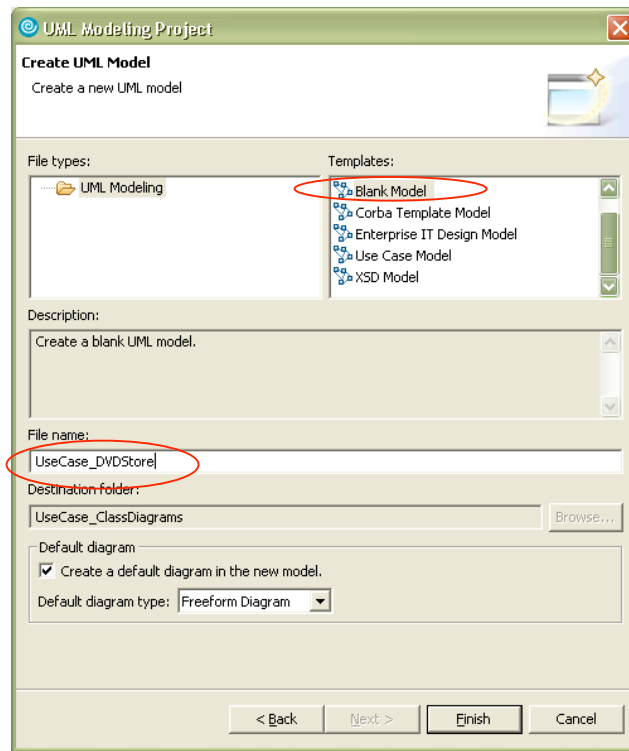 UML Modeling Project
Create UML Model
Create a new UML model
File types:
Templates:
UML Modeling
Blank Model
Corba Template Model
Enterprise IT Design Model
Use Case Model
XSD Model
Description:
Create a blank UML model.
File name:
UseCase_DVDStore
Destination folder:
UseCase_ClassDiagrams
Browse...
Default diagram
Create a default diagram in the new model.
Default diagram type: Freeform Diagram
< Back Next > Finish Cancel